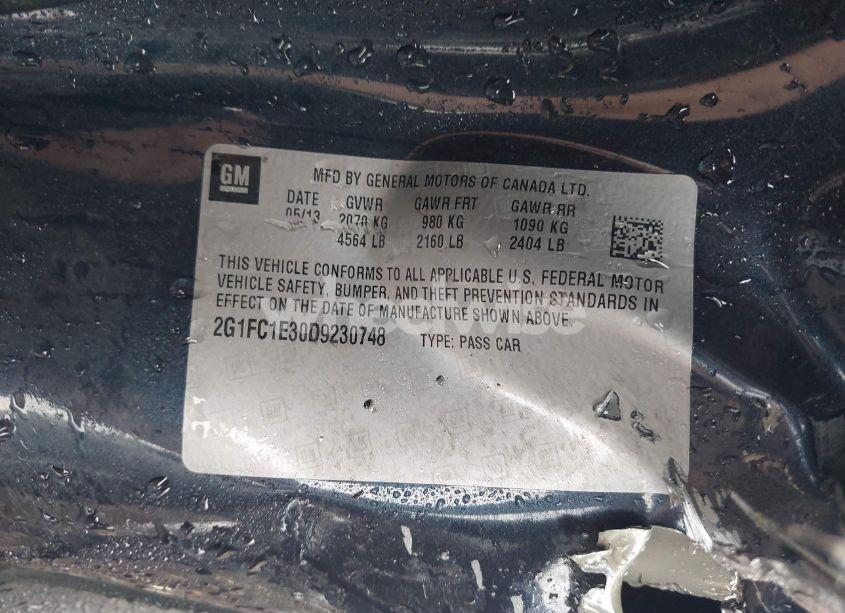 GM
MFD BY GENERAL MOTORS OF CANADA LTD.
DATE GVWR GAWR FRT GAWR RR
05/13 2070 KG 980 KG 1090 KG
4564 LB 2160 LB 2404 LB
THIS VEHICLE CONFORMS TO ALL APPLICABLE U.S. FEDERAL MOTOR
VEHICLE SAFETY, BUMPER, AND THEFT PREVENTION STANDARDS IN
EFFECT ON THE DATE OF MANUFACTURE SHOWN ABOVE.
2G1FC1E30D9230748 TYPE: PASS CAR